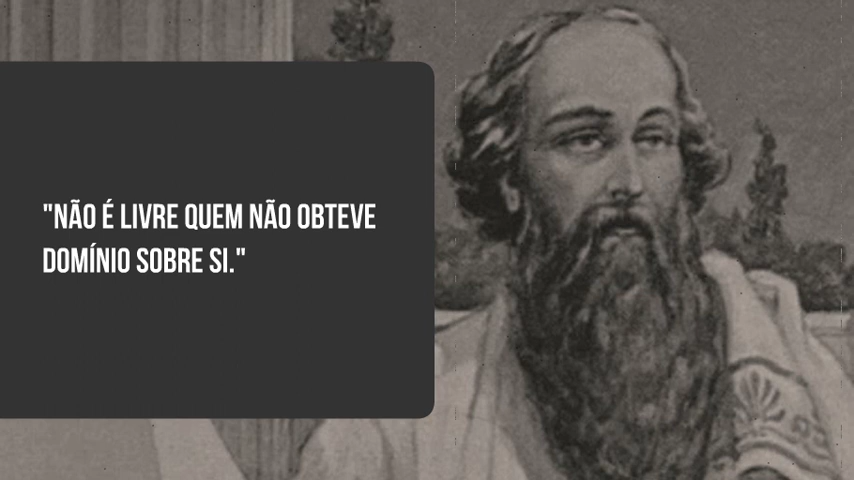 "NÃO É LIVRE QUEM NÃO OBTEVE
DOMÍNIO SOBRE SI."